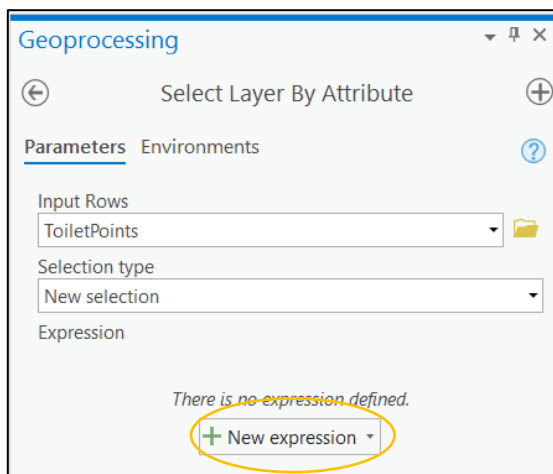 Geoprocessing
Select Layer By Attribute
Parameters Environments
Input Rows
ToiletPoints
Selection type
New selection
Expression
There is no expression defined.
New expression